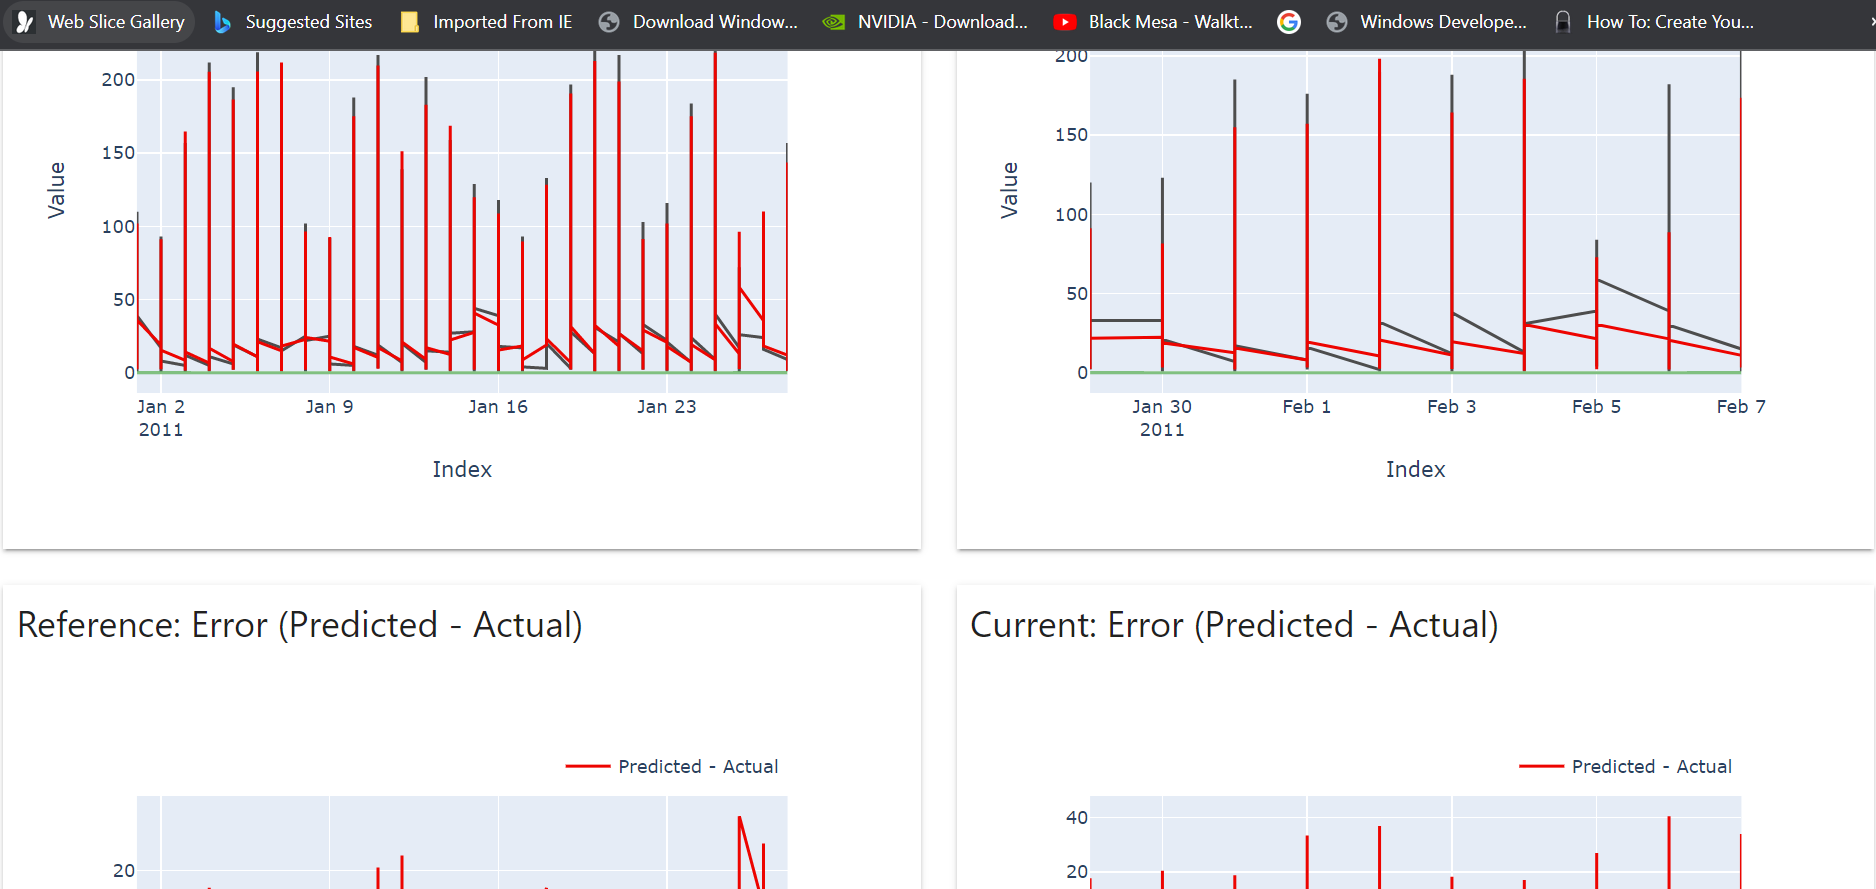 Web Slice Gallery Suggested Sites Imported From IE Download Window... NVIDIA - Download... Black Mesa - Walkt... Windows Develope... How To: Create You...
200
150
Value
100
50
0
Jan 2 Jan 9 Jan 16 Jan 23
2011
Index
200
150
Value
100
50
0
Jan 30 Feb 1 Feb 3 Feb 5 Feb 7
2011
Index
Reference: Error (Predicted - Actual)
Predicted - Actual
20
Current: Error (Predicted - Actual)
Predicted - Actual
40
20